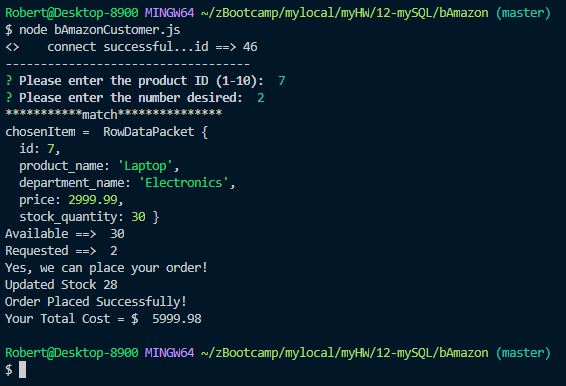 Robert@Desktop-8900 MINGW64 ~/zBootcamp/mylocal/myHW/12-mySQL/bAmazon (master)
$ node bAmazonCustomer.js
<>    connect successful...id ==> 46
-----------------------------------
? Please enter the product ID (1-10):  7
? Please enter the number desired:  2
***********match***************
chosenItem =  RowDataPacket {
  id: 7,
  product_name: 'Laptop',
  department_name: 'Electronics',
  price: 2999.99,
  stock_quantity: 30 }
Available ==>  30
Requested ==>  2
Yes, we can place your order!
Updated Stock 28
Order Placed Successfully!
Your Total Cost = $  5999.98
Robert@Desktop-8900 MINGW64 ~/zBootcamp/mylocal/myHW/12-mySQL/bAmazon (master)
$